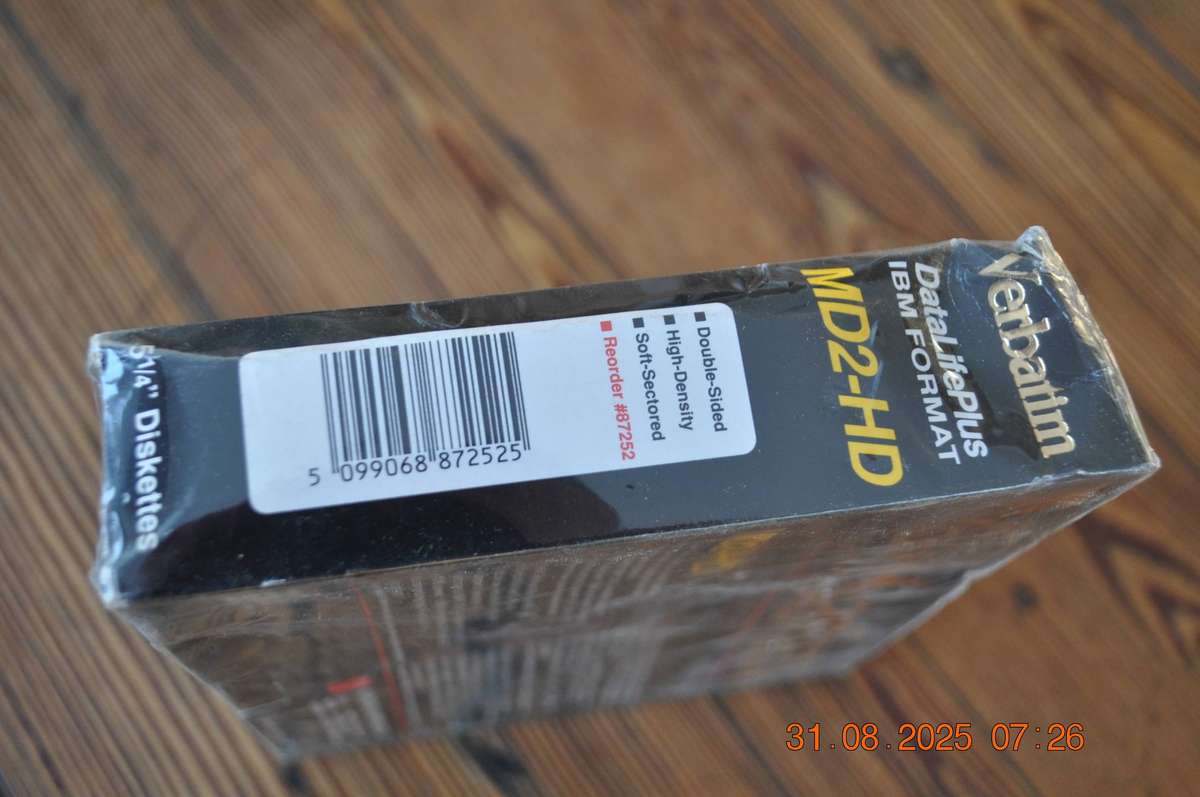 Verbatim
DataLifePlus
IBM FORMAT
MD2-HD
■ Double-Sided
■ High-Density
■ Soft-Sectored
■ Reorder #87252
5 099068 872525
5¼" Diskettes
31.08.2025 07:26